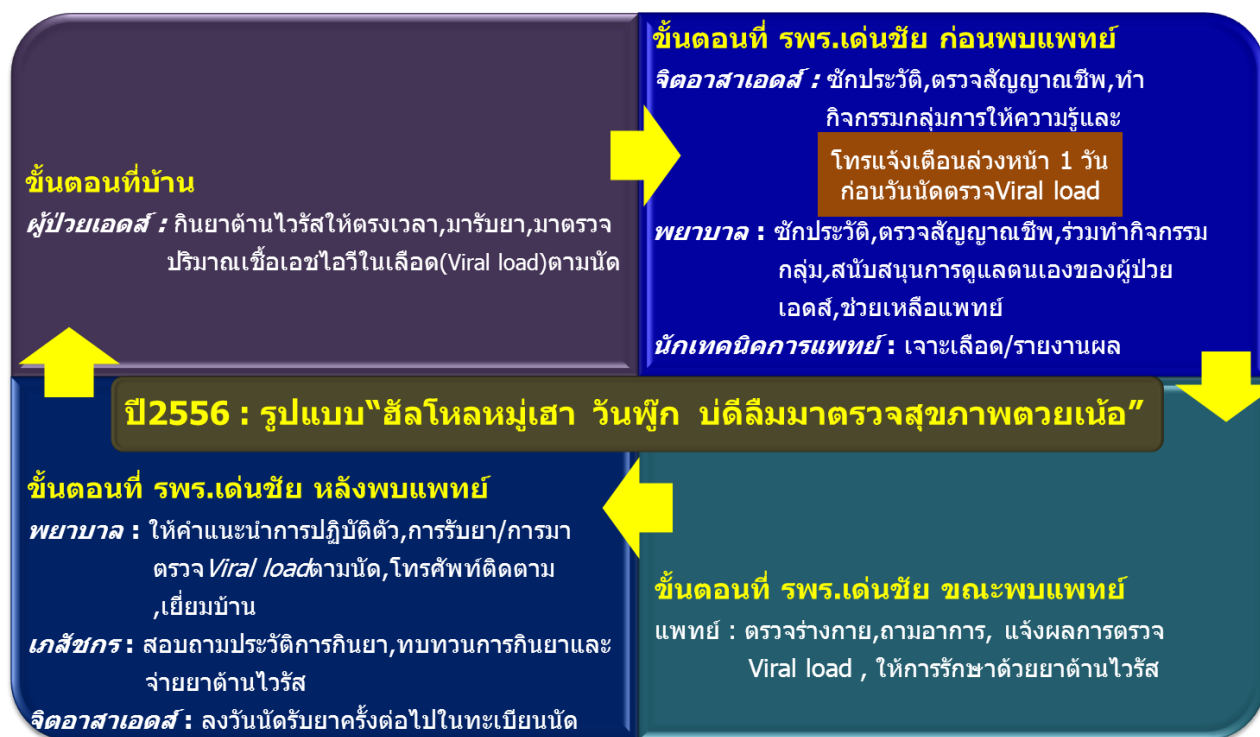 ขั้นตอนที่บ้าน
ผู้ป่วยเอดส์ : กินยาต้านไวรัสให้ตรงเวลา,มารับยา,มาตรวจ
ปริมาณเชื้อเอชไอวีในเลือด(Viral load)ตามนัด
ขั้นตอนที่ รพร.เด่นชัย ก่อนพบแพทย์
จิตอาสาเอดส์ : ซักประวัติ,ตรวจสัญญาณชีพ,ทำ
กิจกรรมกลุ่มการให้ความรู้และ
โทรแจ้งเตือนล่วงหน้า 1 วัน
ก่อนวันนัดตรวจViral load
พยาบาล : ซักประวัติ,ตรวจสัญญาณชีพ,ร่วมทำกิจกรรม
กลุ่ม,สนับสนุนการดูแลตนเองของผู้ป่วย
เอดส์,ช่วยเหลือแพทย์
นักเทคนิคการแพทย์ : เจาะเลือด/รายงานผล
ปี2556 : รูปแบบ“ฮัลโหลหมู่เฮา วันพู๊ก บ่ดีลืมมาตรวจสุขภาพตวยเน้อ”
ขั้นตอนที่ รพร.เด่นชัย หลังพบแพทย์
พยาบาล : ให้คำแนะนำการปฏิบัติตัว,การรับยา/การมา
ตรวจViral loadตามนัด,โทรศัพท์ติดตาม
,เยี่ยมบ้าน
เภสัชกร : สอบถามประวัติการกินยา,ทบทวนการกินยาและ
จ่ายยาต้านไวรัส
จิตอาสาเอดส์ : ลงวันนัดรับยาครั้งต่อไปในทะเบียนนัด
ขั้นตอนที่ รพร.เด่นชัย ขณะพบแพทย์
แพทย์ : ตรวจร่างกาย,ถามอาการ, แจ้งผลการตรวจ
Viral load , ให้การรักษาด้วยยาต้านไวรัส